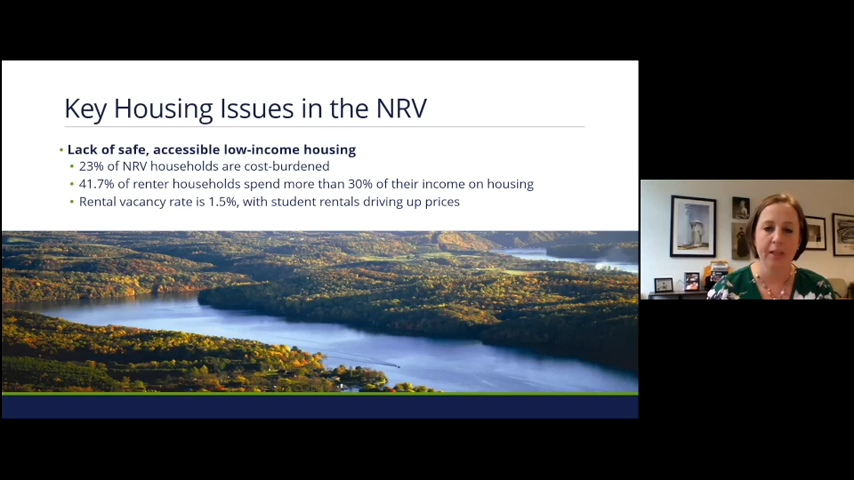 Key Housing Issues in the NRV
• Lack of safe, accessible low-income housing
• 23% of NRV households are cost-burdened
• 41.7% of renter households spend more than 30% of their income on housing
• Rental vacancy rate is 1.5%, with student rentals driving up prices